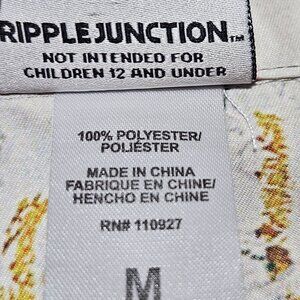 RIPPLE JUNCTION™
NOT INTENDED FOR
CHILDREN 12 AND UNDER
100% POLYESTER/
POLIÉSTER
MADE IN CHINA
FABRIQUE EN CHINE/
HENCHO EN CHINE
RN# 110927
M